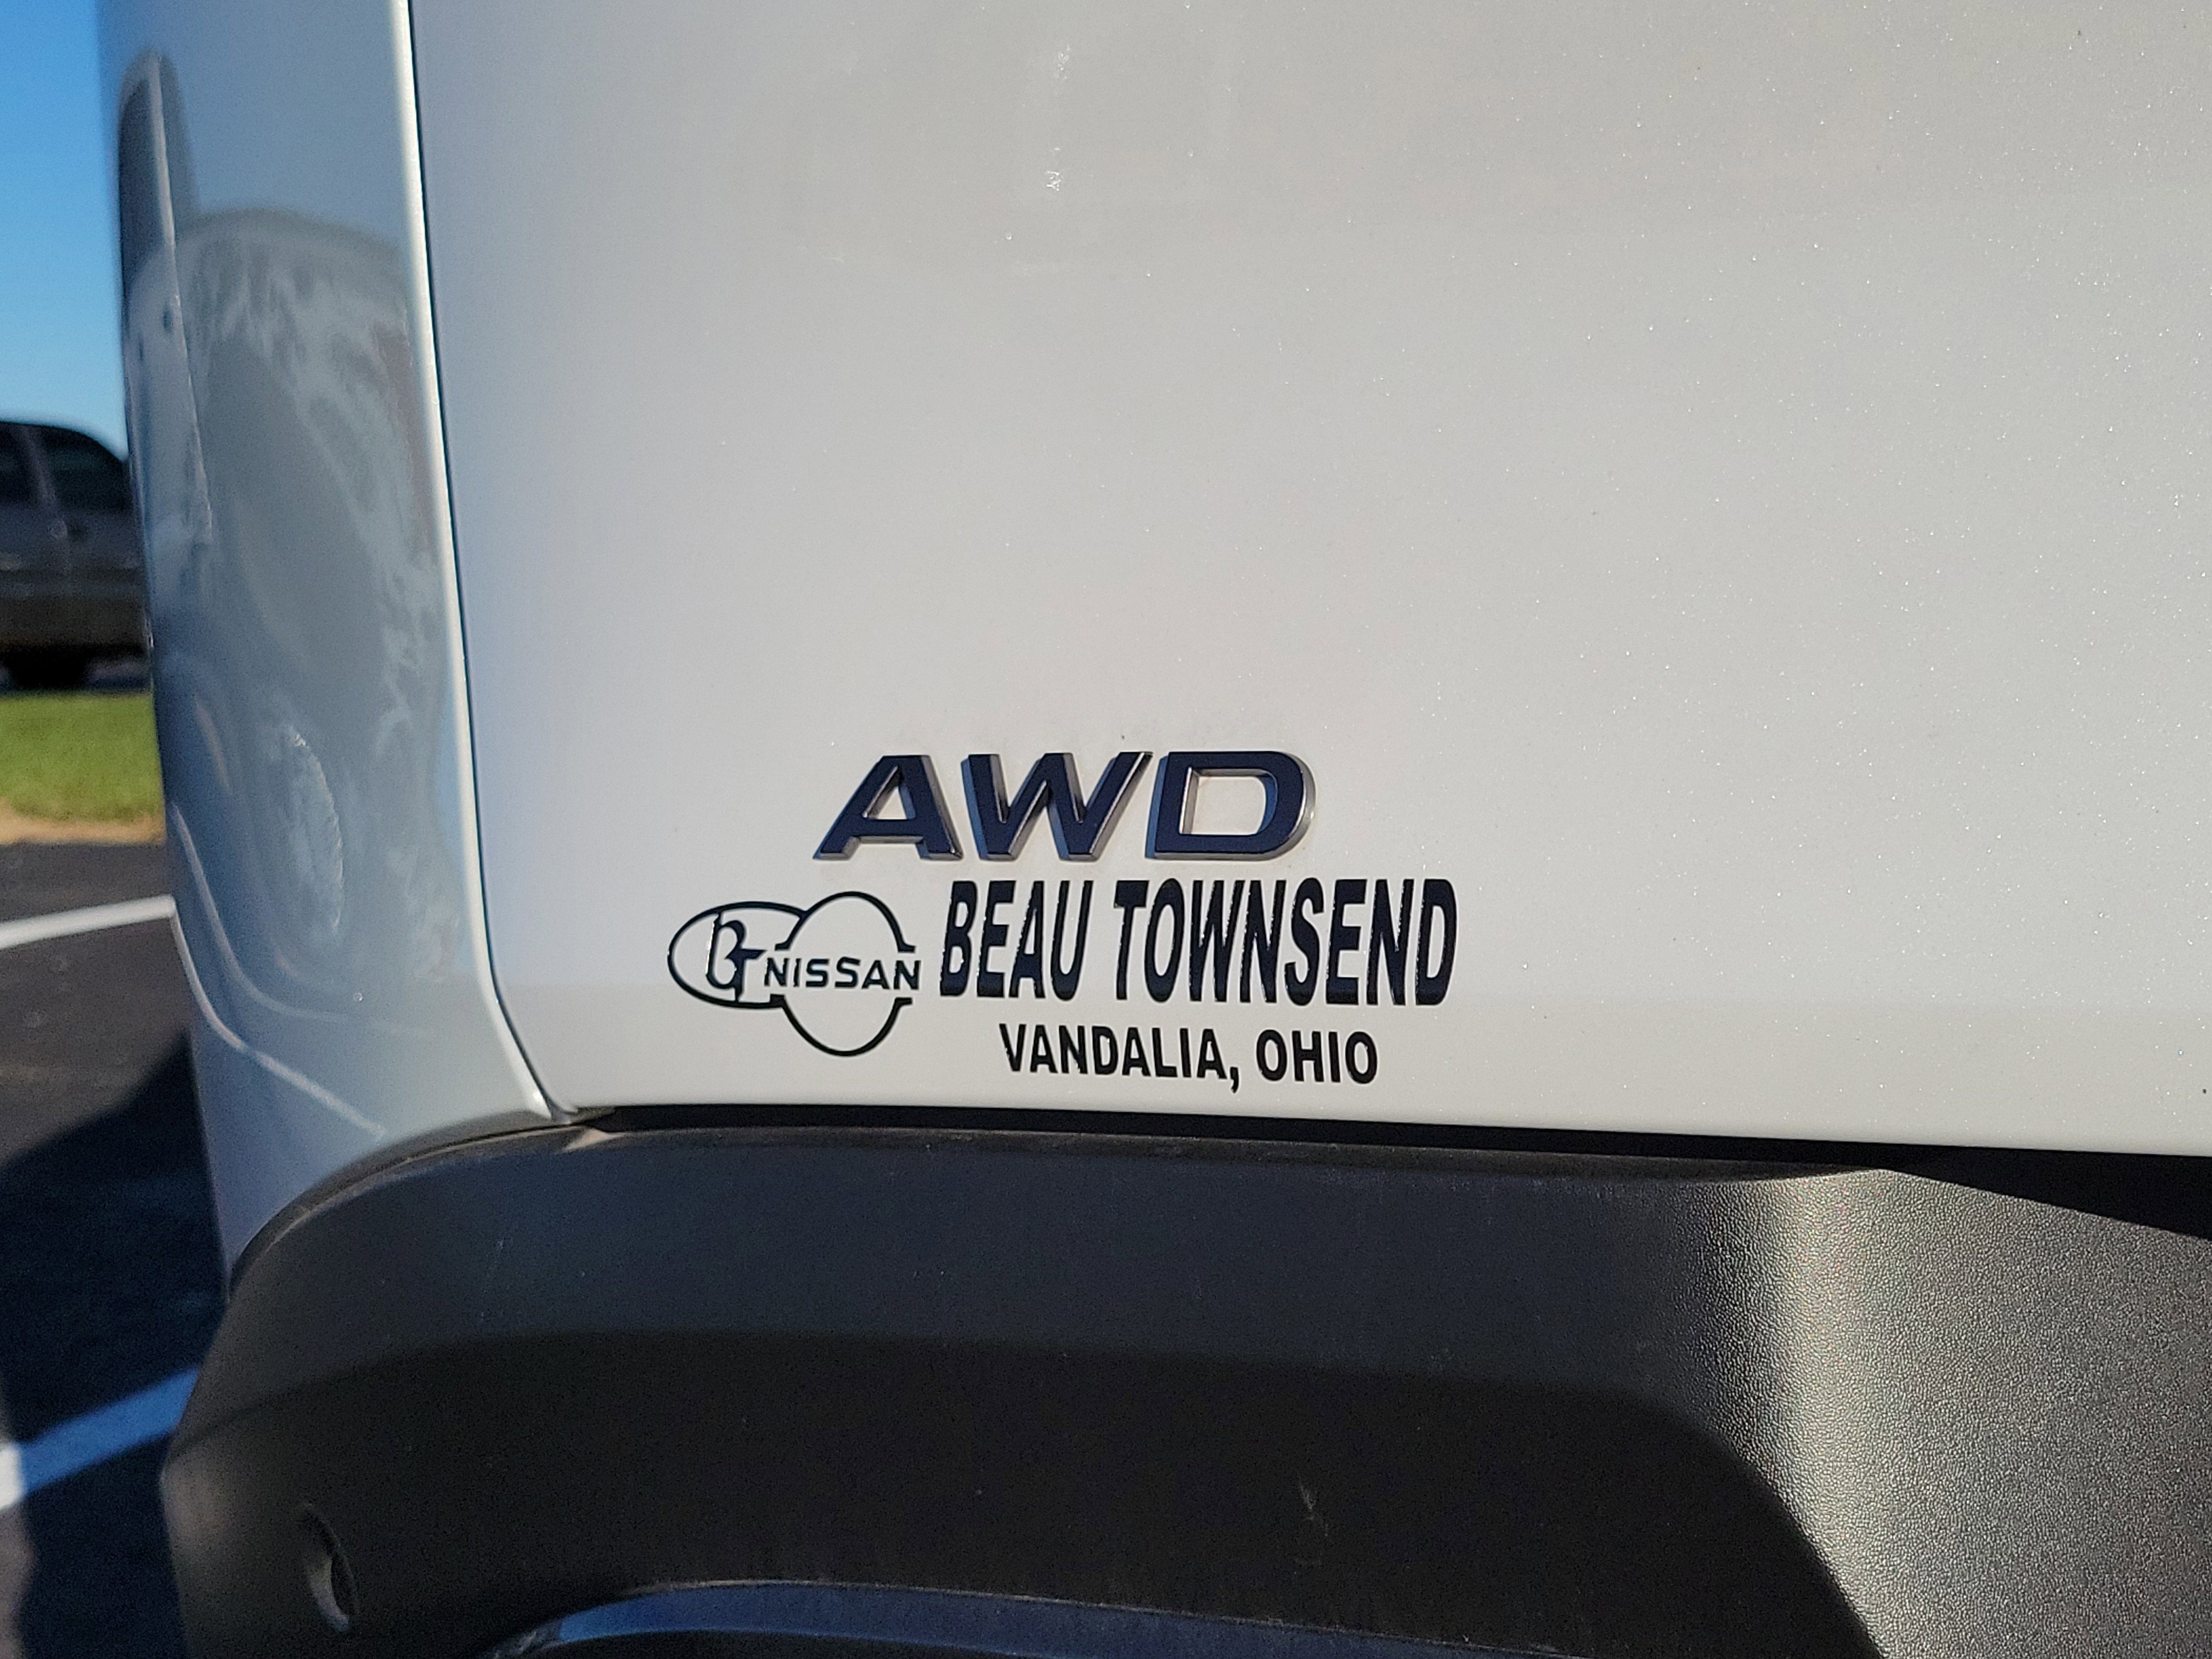 AWD
BT NISSAN BEAU TOWNSEND
VANDALIA, OHIO